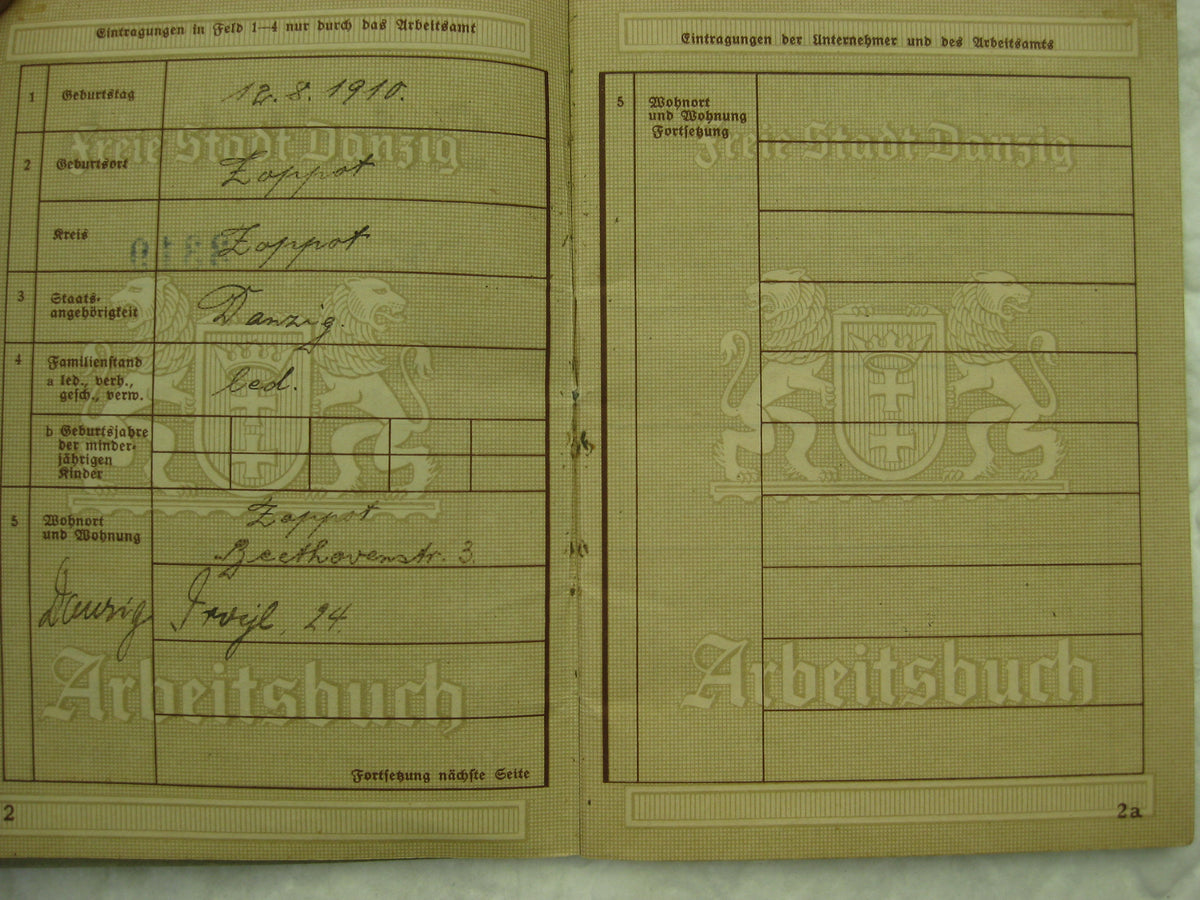 Eintragungen in Feld 1–4 nur durch das Arbeitsamt
1 Geburtstag 12.8.1910.
Freie Stadt Danzig
2 Geburtsort Zoppot
Kreis Zoppot
3 Staats-
angehörigkeit Danzig.
4 Familienstand
a led., verh.,
gesch., verw. led.
b Geburtsjahre
der minder-
jährigen
Kinder
5 Wohnort
und Wohnung
Zoppot
Beethovenstr. 3.
Danzig 24.
Arbeitsbuch
Fortsetzung nächste Seite
2
Eintragungen der Unternehmer und des Arbeitsamts
5 Wohnort
und Wohnung
Fortsetzung
Freie Stadt Danzig
Arbeitsbuch
2a